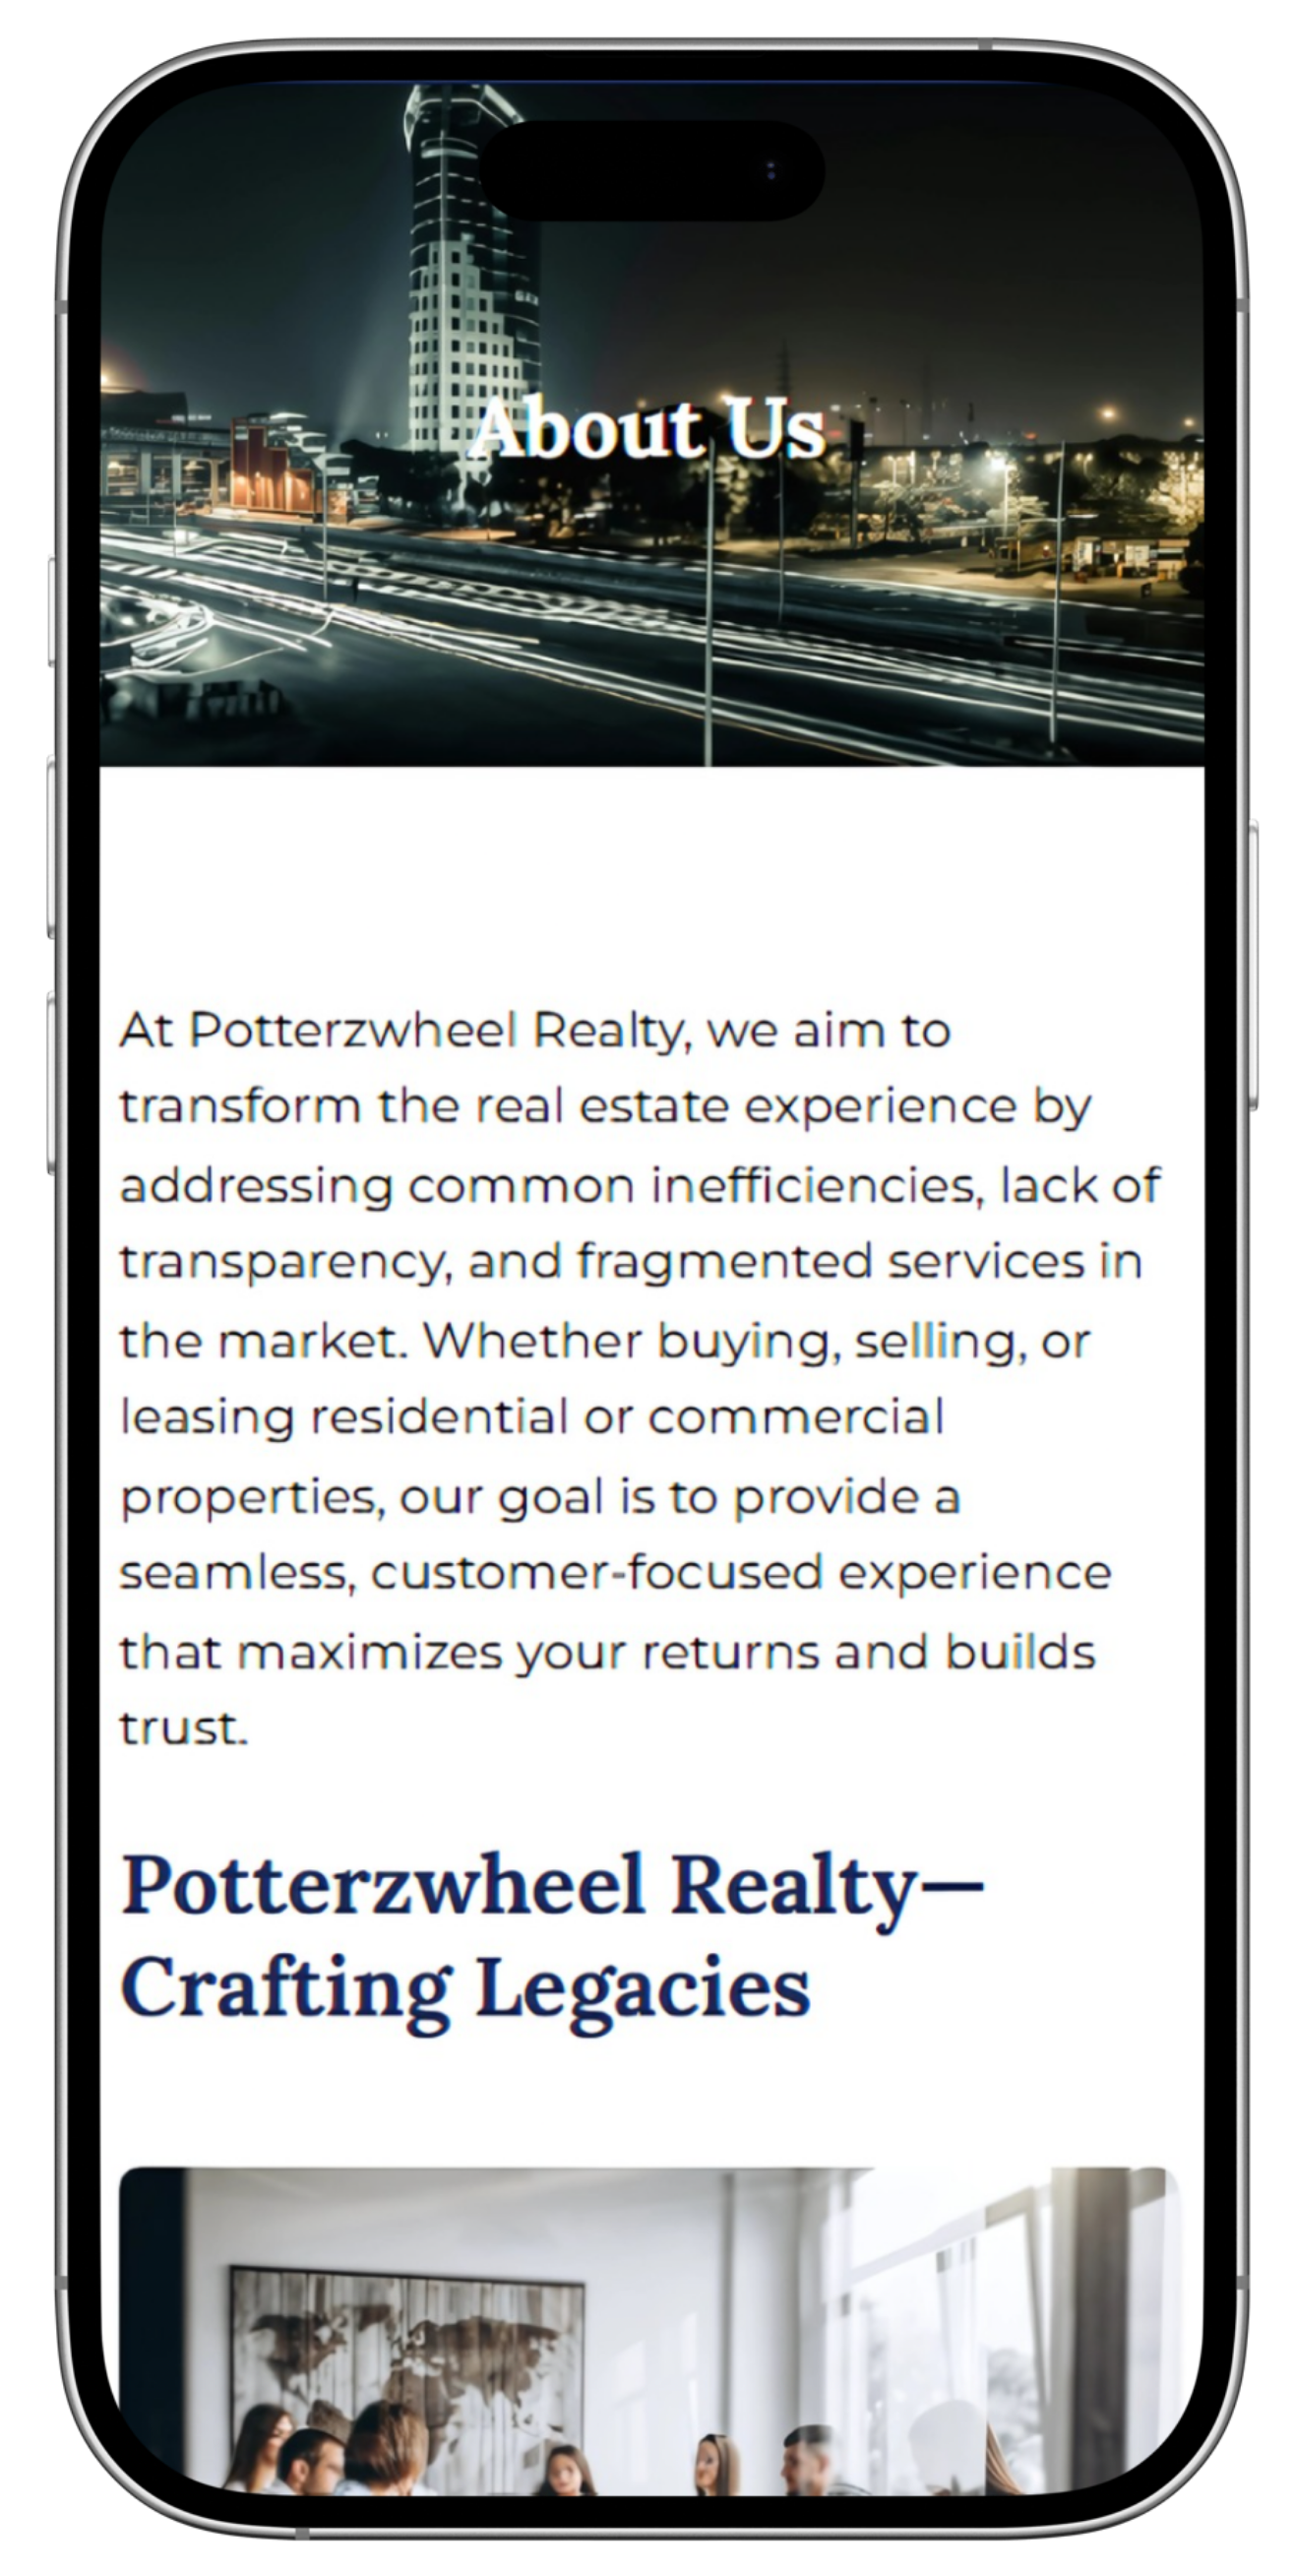 About Us
At Potterzwheel Realty, we aim to
transform the real estate experience by
addressing common inefficiencies, lack of
transparency, and fragmented services in
the market. Whether buying, selling, or
leasing residential or commercial
properties, our goal is to provide a
seamless, customer-focused experience
that maximizes your returns and builds
trust.
Potterzwheel Realty—
Crafting Legacies